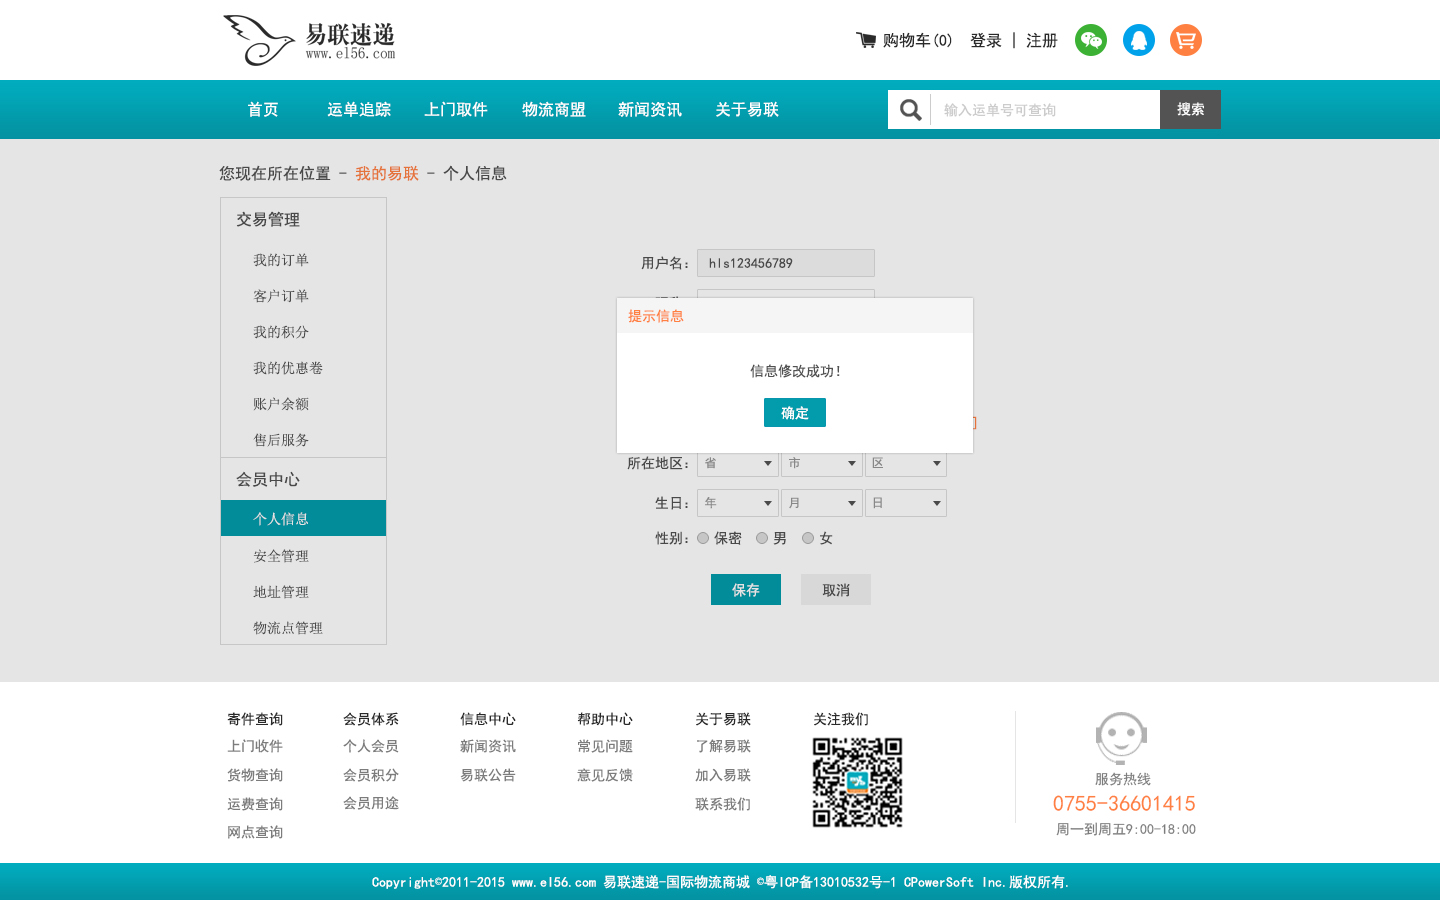 易联速递
www.el56.com
购物车(0) 登录 | 注册
首页 运单追踪 上门取件 物流商盟 新闻资讯 关于易联
输入运单号可查询 搜索
您现在所在位置 - 我的易联 - 个人信息
交易管理
我的订单
客户订单
我的积分
我的优惠卷
账户余额
售后服务
会员中心
个人信息
安全管理
地址管理
物流点管理
用户名: hls123456789
提示信息
信息修改成功!
确定
所在地区: 省 市 区
生日: 年 月 日
性别: 保密 男 女
保存 取消
寄件查询
上门收件
货物查询
运费查询
网点查询
会员体系
个人会员
会员积分
会员用途
信息中心
新闻资讯
易联公告
帮助中心
常见问题
意见反馈
关于易联
了解易联
加入易联
联系我们
关注我们
服务热线
0755-36601415
周一到周五9:00-18:00
Copyright©2011-2015 www.el56.com 易联速递-国际物流商城 ©粤ICP备13010532号-1 CPowerSoft Inc.版权所有.